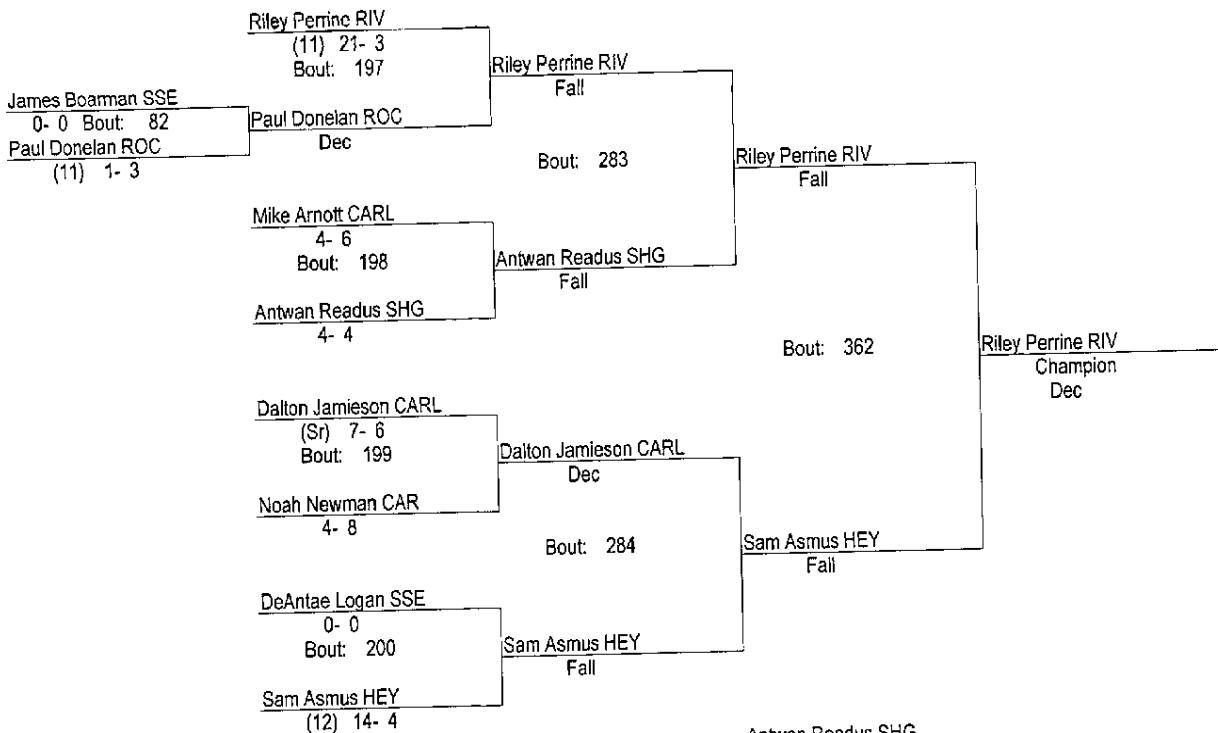 Riley Perrine RIV
(11) 21- 3
Bout: 197
Riley Perrine RIV
Fall
James Boarman SSE
0- 0 Bout: 82
Paul Donelan ROC
Dec
Paul Donelan ROC
(11) 1- 3
Bout: 283
Riley Perrine RIV
Fall
Mike Arnott CARL
4- 6
Bout: 198
Antwan Readus SHG
Fall
Antwan Readus SHG
4- 4
Bout: 362
Riley Perrine RIV
Champion
Dec
Dalton Jamieson CARL
(Sr) 7- 6
Bout: 199
Dalton Jamieson CARL
Dec
Noah Newman CAR
4- 8
Bout: 284
Sam Asmus HEY
Fall
DeAntae Logan SSE
0- 0
Bout: 200
Sam Asmus HEY
Fall
Sam Asmus HEY
(12) 14- 4
Antwan Readus SHG